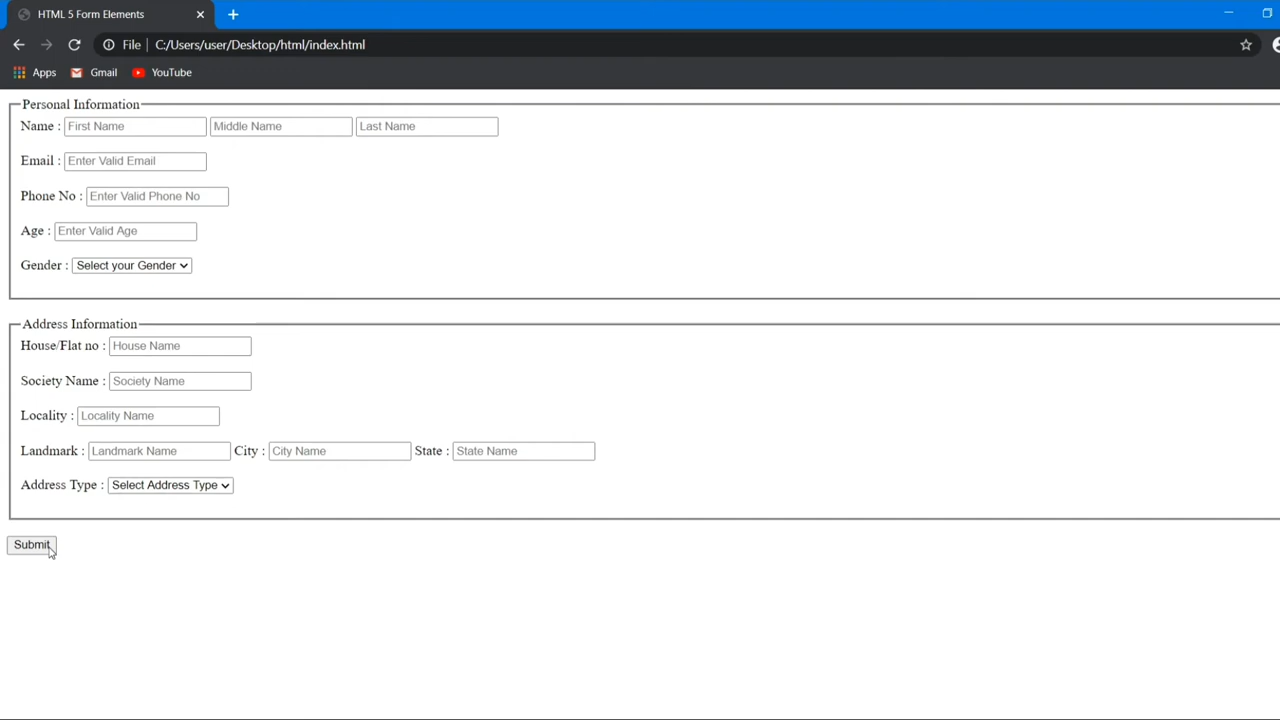 HTML 5 Form Elements
File C:/Users/user/Desktop/html/index.html
Apps Gmail YouTube
Personal Information
Name : First Name Middle Name Last Name
Email : Enter Valid Email
Phone No : Enter Valid Phone No
Age : Enter Valid Age
Gender : Select your Gender
Address Information
House/Flat no : House Name
Society Name : Society Name
Locality : Locality Name
Landmark : Landmark Name City : City Name State : State Name
Address Type : Select Address Type
Submit